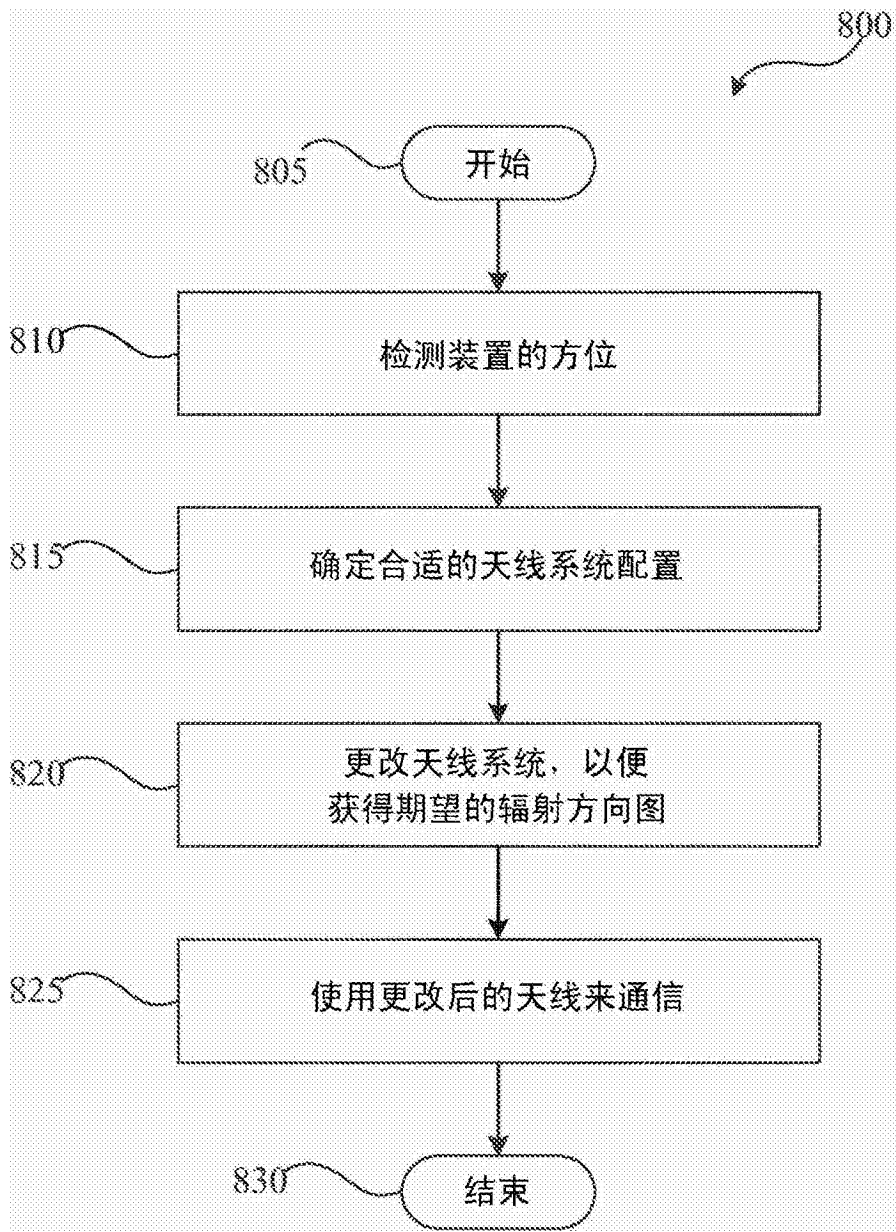 800
805
开始
810
检测装置的方位
815
确定合适的天线系统配置
820
更改天线系统，以便
获得期望的辐射方向图
825
使用更改后的天线来通信
830
结束